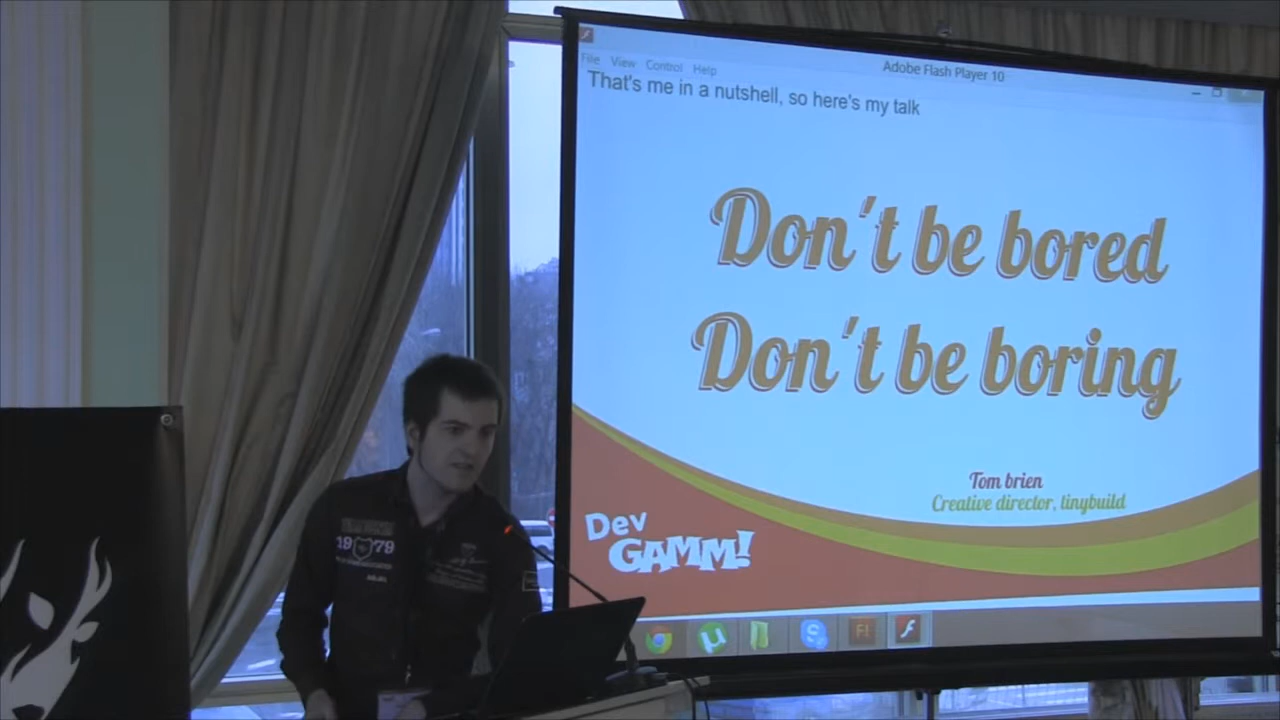 Adobe Flash Player 10
File View Control Help
That's me in a nutshell, so here's my talk
Don't be bored
Don't be boring
Tom brien
Creative director, tinybuild
Dev
GAMM!
1979